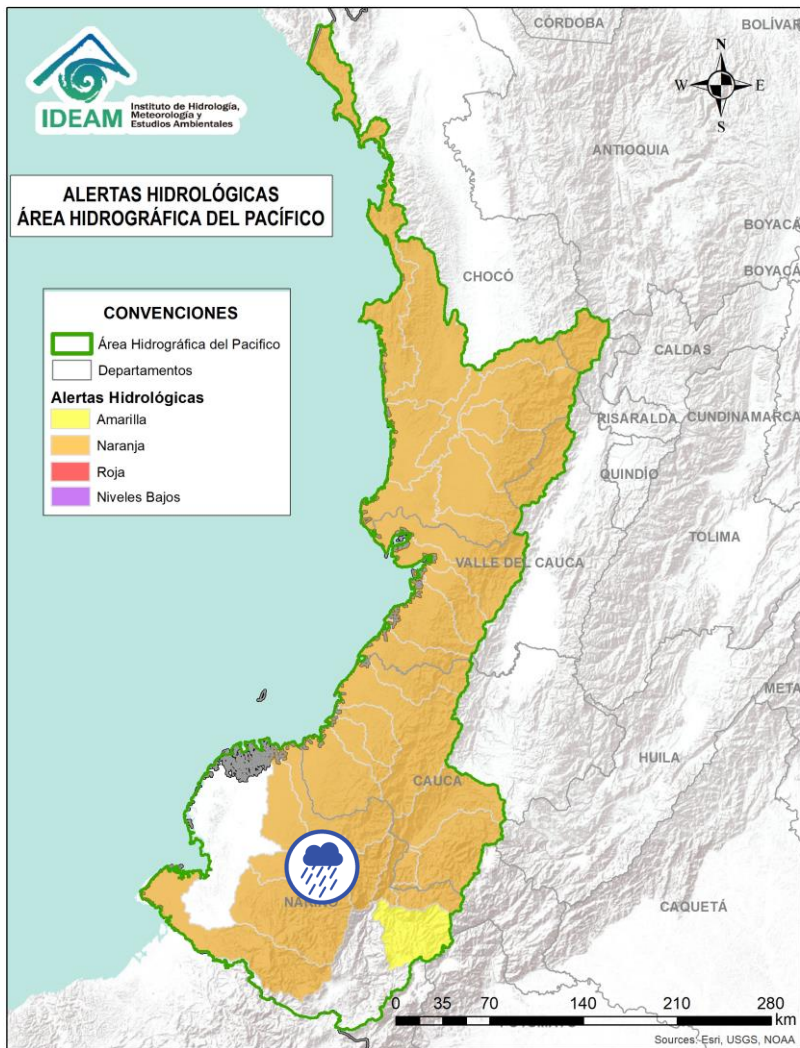 IDEAM
Instituto de Hidrología,
Meteorología y
Estudios Ambientales
CÓRDOBA
BOLÍVAR
N
W
E
S
ANTIOQUIA
ALERTAS HIDROLÓGICAS
ÁREA HIDROGRÁFICA DEL PACÍFICO
BOYACÁ
BOYACÁ
CHOCÓ
CONVENCIONES
Área Hidrográfica del Pacifico
Departamentos
Alertas Hidrológicas
Amarilla
Naranja
Roja
Niveles Bajos
CALDAS
RISARALDA
CUNDINAMARCA
QUINDÍO
TOLIMA
VALLE DEL CAUCA
META
HUILA
CAUCA
NARIÑO
CAQUETÁ
0 35 70 140 210 280
km
Sources: Esri, USGS, NOAA